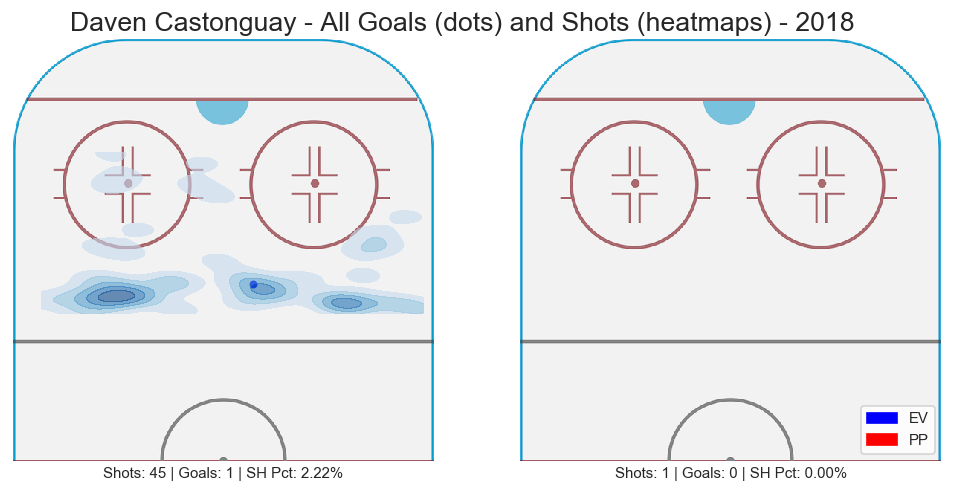 Daven Castonguay - All Goals (dots) and Shots (heatmaps) - 2018
EV
PP
Shots: 45 | Goals: 1 | SH Pct: 2.22%
Shots: 1 | Goals: 0 | SH Pct: 0.00%